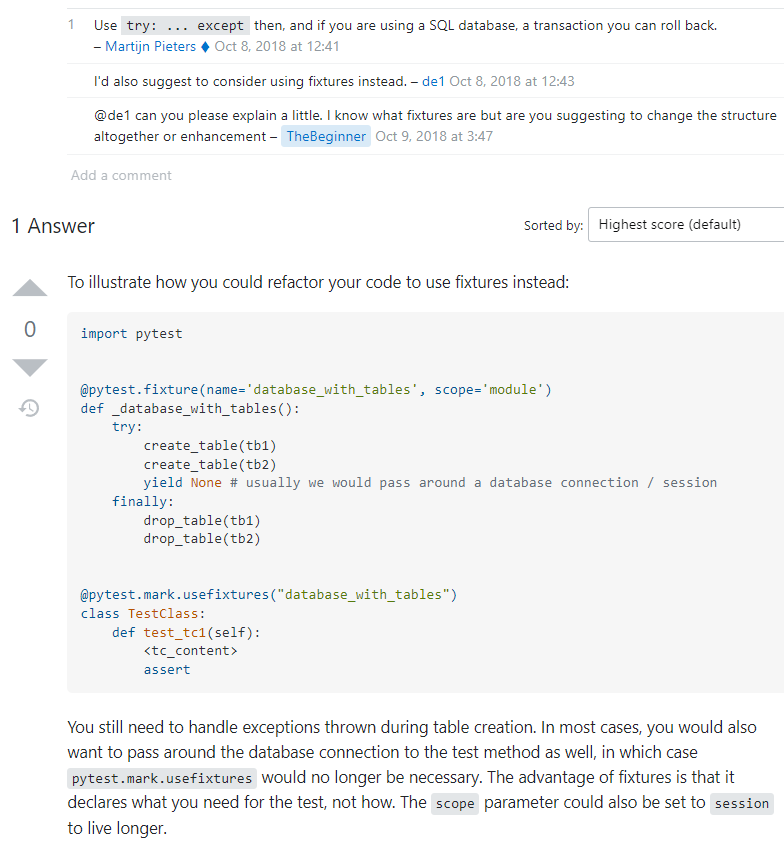 1 Use try: ... except then, and if you are using a SQL database, a transaction you can roll back.
– Martijn Pieters ♦ Oct 8, 2018 at 12:41
I'd also suggest to consider using fixtures instead. – de1 Oct 8, 2018 at 12:43
@de1 can you please explain a little. I know what fixtures are but are you suggesting to change the structure
altogether or enhancement – TheBeginner Oct 9, 2018 at 3:47
Add a comment
1 Answer
Sorted by: Highest score (default)
To illustrate how you could refactor your code to use fixtures instead:
0
import pytest
@pytest.fixture(name='database_with_tables', scope='module')
def _database_with_tables():
    try:
        create_table(tb1)
        create_table(tb2)
        yield None # usually we would pass around a database connection / session
    finally:
        drop_table(tb1)
        drop_table(tb2)
@pytest.mark.usefixtures("database_with_tables")
class TestClass:
    def test_tc1(self):
        <tc_content>
        assert
You still need to handle exceptions thrown during table creation. In most cases, you would also
want to pass around the database connection to the test method as well, in which case
pytest.mark.usefixtures would no longer be necessary. The advantage of fixtures is that it
declares what you need for the test, not how. The scope parameter could also be set to session
to live longer.